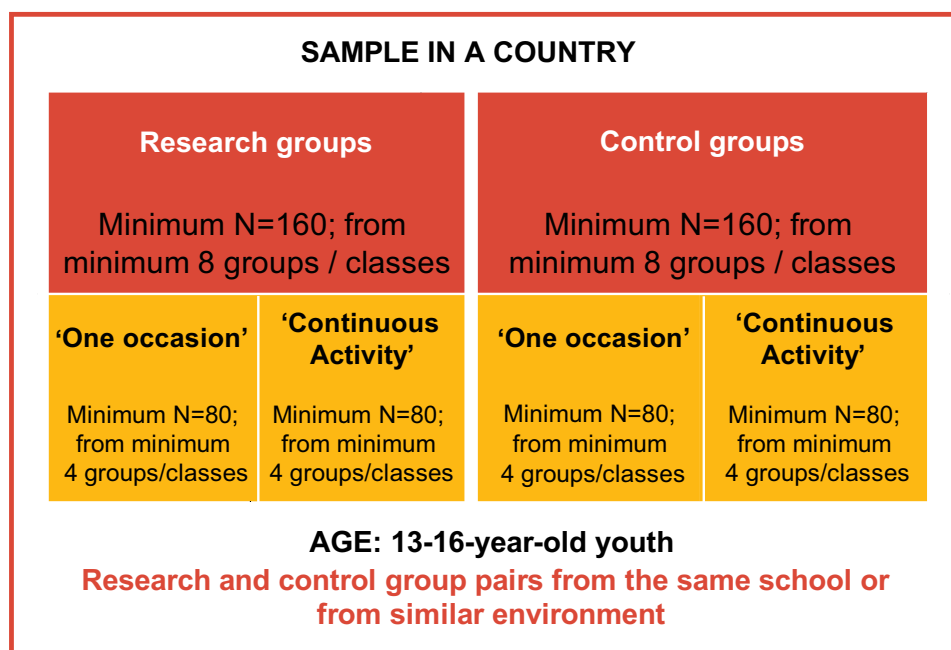 SAMPLE IN A COUNTRY
Research groups
Minimum N=160; from
minimum 8 groups / classes
Control groups
Minimum N=160; from
minimum 8 groups / classes
‘One occasion’
Minimum N=80;
from minimum
4 groups/classes
‘Continuous
Activity’
Minimum N=80;
from minimum
4 groups/classes
‘One occasion’
Minimum N=80;
from minimum
4 groups/classes
‘Continuous
Activity’
Minimum N=80;
from minimum
4 groups/classes
AGE: 13-16-year-old youth
Research and control group pairs from the same school or
from similar environment